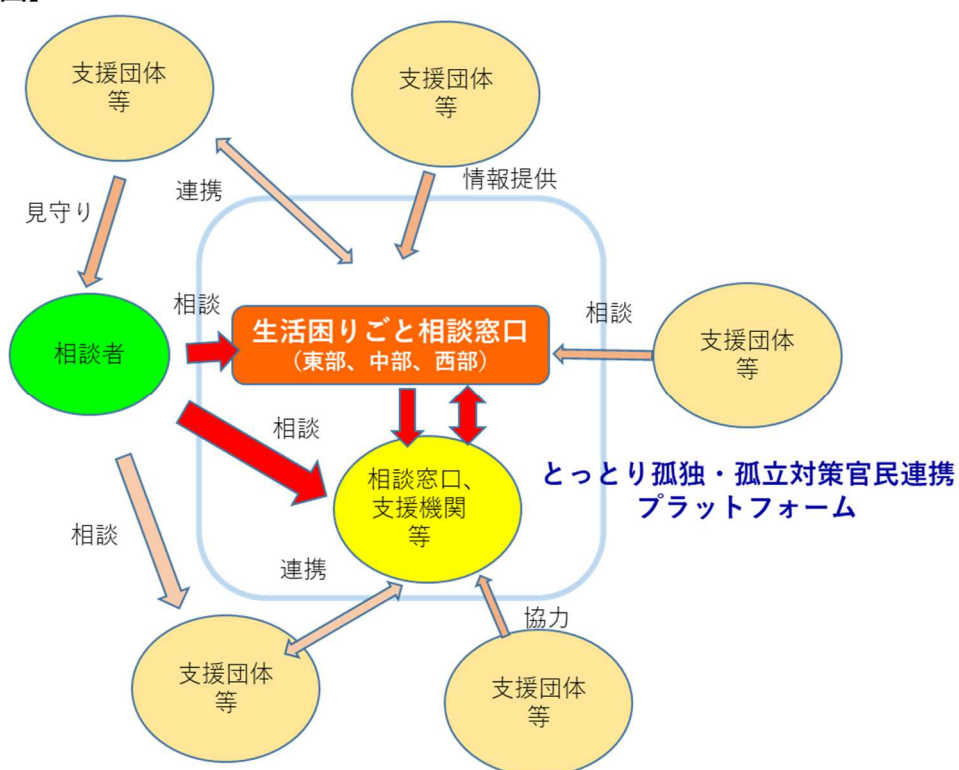 支援団体
等
支援団体
等
情報提供
連携
見守り
相談
相談者
生活困りごと相談窓口
（東部、中部、西部）
相談
支援団体
等
相談
相談窓口、
支援機関
等
とっとり孤独・孤立対策官民連携
プラットフォーム
相談
連携
協力
支援団体
等
支援団体
等